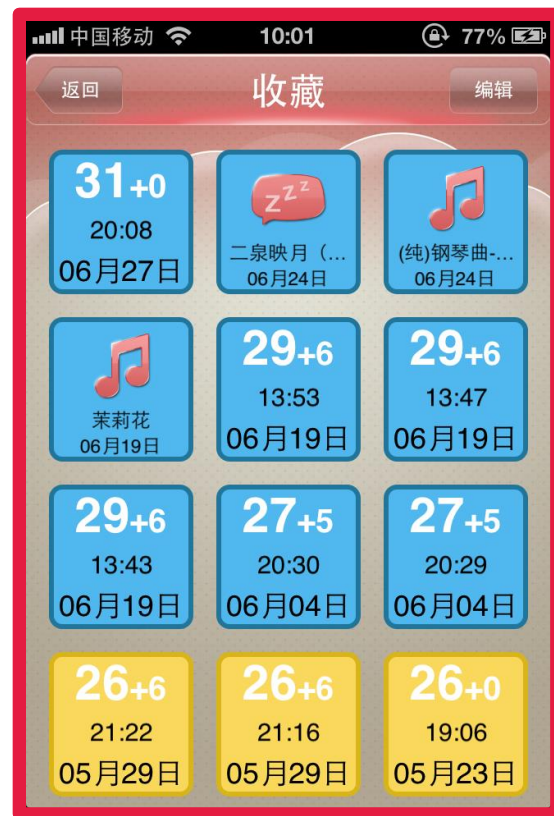 中国移动 10:01 77%
返回 收藏 编辑
31+0
20:08
06月27日
zzz
二泉映月（...
06月24日
(纯)钢琴曲-...
06月24日
茉莉花
06月19日
29+6
13:53
06月19日
29+6
13:47
06月19日
29+6
13:43
06月19日
27+5
20:30
06月04日
27+5
20:29
06月04日
26+6
21:22
05月29日
26+6
21:16
05月29日
26+0
19:06
05月23日